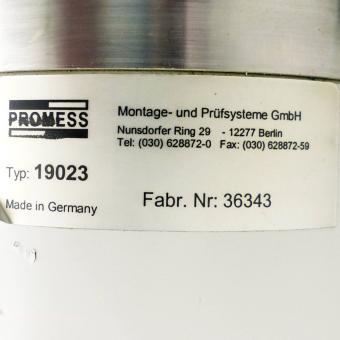 PROMESS
Montage- und Prüfsysteme GmbH
Nunsdorfer Ring 29 - 12277 Berlin
Tel: (030) 628872-0 Fax: (030) 628872-59
Typ: 19023
Made in Germany
Fabr. Nr: 36343